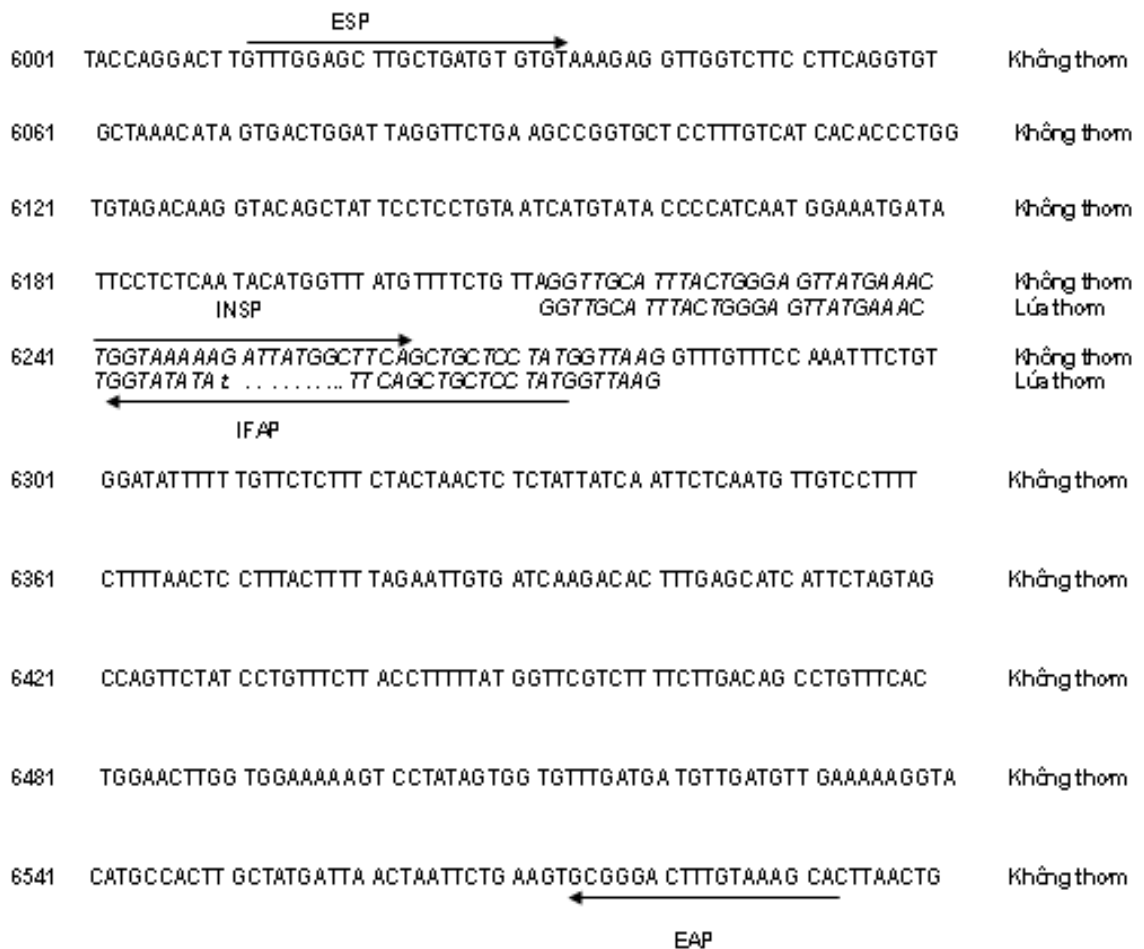 ESP
6001 TACCAGGACT TGTTTGGAGC TTGCTGATGT GTGTAAAGAG GTTGGTCTTC CTTCAGGTGT Không thơm
6061 GCTAAACATA GTGACTGGAT TAGGTTCTGA AGCCGGTGCT CCTTTGTCAT CACACCCTGG Không thơm
6121 TGTAGACAAG GTACAGCTAT TCCTCCTGTA ATCATGTATA CCCCATCAAT GGAAATGATA Không thơm
6181 TTCCTCTCAA TACATGGTTT ATGTTTTCTG TTAGGTTGCA TTTACTGGGA GTTATGAAAC Không thơm
GGTTGCA TTTACTGGGA GTTATGAAAC Lúa thơm
INSP
6241 TGGTAAAAAG ATTATGGCTTCAGCTGCTCC TATGGTTAAG GTTTGTTTCC AAATTTCTGT Không thơm
TGGTATATA t ........... TTCAGCTGCTCC TATGGTTAAG Lúa thơm
IFAP
6301 GGATATTTTT TGTTCTCTTT CTACTAACTC TCTATTATCA ATTCTCAATG TTGTCCTTTT Không thơm
6361 CTTTTAACTC CTTTACTTTT TAGAATTGTG ATCAAGACAC TTTGAGCATC ATTCTAGTAG Không thơm
6421 CCAGTTCTAT CCTGTTTCTT ACCTTTTTAT GGTTCGTCTT TTCTTGACAG CCTGTTTCAC Không thơm
6481 TGGAACTTGG TGGAAAAAGT CCTATAGTGG TGTTTGATGA TGTTGATGTT GAAAAAGGTA Không thơm
6541 CATGCCACTT GCTATGATTA ACTAATTCTG AAGTGCGGGA CTTTGTAAAG CACTTAACTG Không thơm
EAP